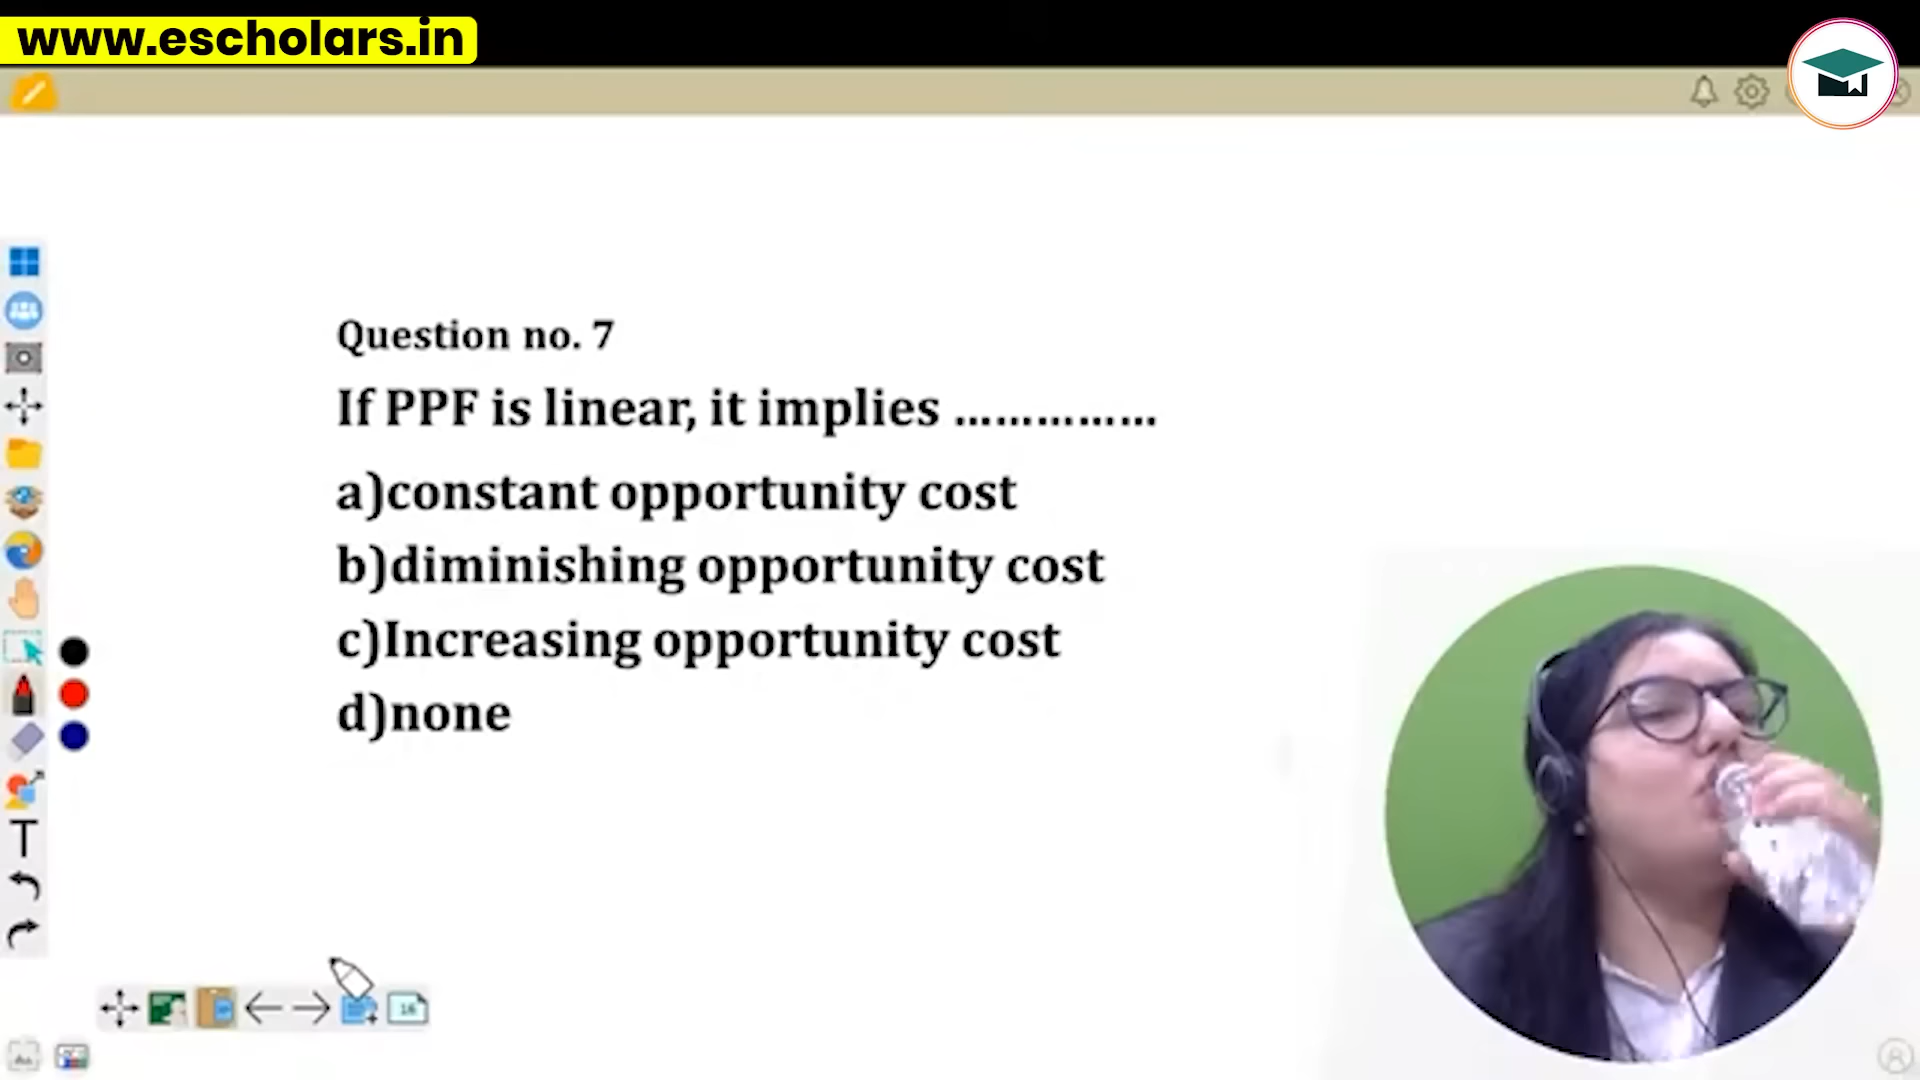 www.escholars.in
Question no. 7
If PPF is linear, it implies ……………
a)constant opportunity cost
b)diminishing opportunity cost
c)Increasing opportunity cost
d)none
T
16